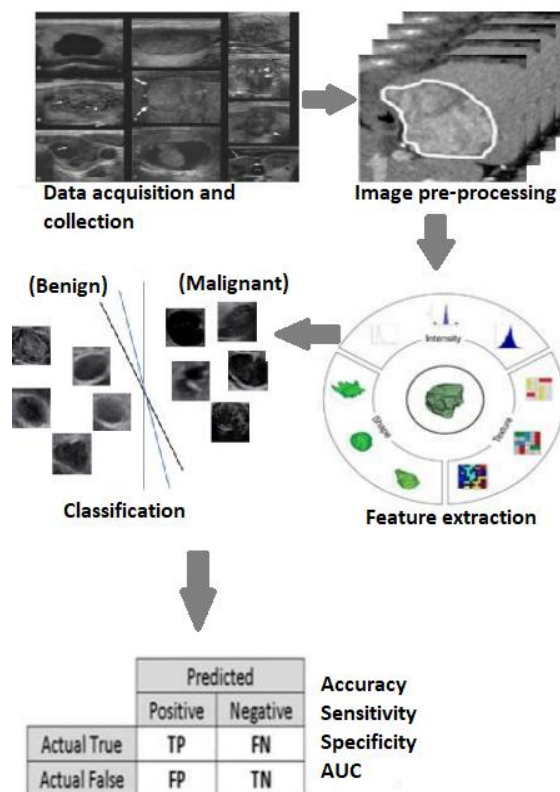 Data acquisition and
collection
Image pre-processing
(Benign)
(Malignant)
Classification
Intensity
Shape
Texture
Feature extraction
Predicted
Positive Negative
Actual True TP FN
Actual False FP TN
Accuracy
Sensitivity
Specificity
AUC